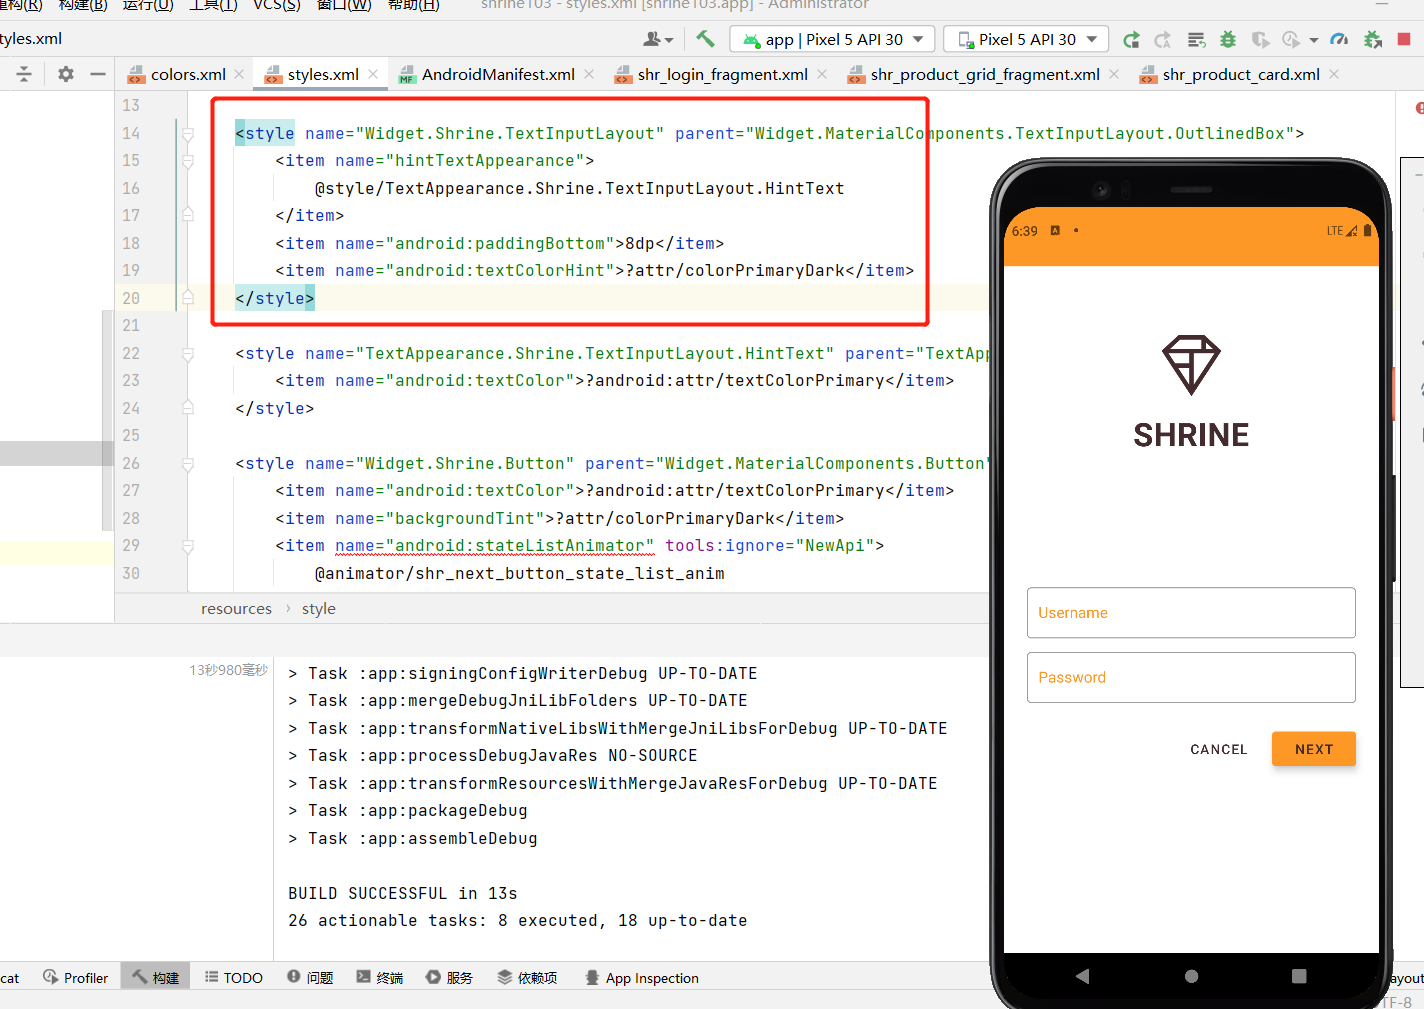 重构(R) 构建(B) 运行(U) 工具(T) VCS(S) 窗口(W) 帮助(H) shrine103 - styles.xml [shrine103.app] - Administrator
tyles.xml app | Pixel 5 API 30 Pixel 5 API 30
colors.xml styles.xml AndroidManifest.xml shr_login_fragment.xml shr_product_grid_fragment.xml shr_product_card.xml
13
14 <style name="Widget.Shrine.TextInputLayout" parent="Widget.MaterialComponents.TextInputLayout.OutlinedBox">
15 <item name="hintTextAppearance">
16 @style/TextAppearance.Shrine.TextInputLayout.HintText
17 </item>
18 <item name="android:paddingBottom">8dp</item>
19 <item name="android:textColorHint">?attr/colorPrimaryDark</item>
20 </style>
21
22 <style name="TextAppearance.Shrine.TextInputLayout.HintText" parent="TextApp
23 <item name="android:textColor">?android:attr/textColorPrimary</item>
24 </style>
25
26 <style name="Widget.Shrine.Button" parent="Widget.MaterialComponents.Button"
27 <item name="android:textColor">?android:attr/textColorPrimary</item>
28 <item name="backgroundTint">?attr/colorPrimaryDark</item>
29 <item name="android:stateListAnimator" tools:ignore="NewApi">
30 @animator/shr_next_button_state_list_anim
resources › style
6:39 A LTE
SHRINE
Username
Password
CANCEL NEXT
13秒980毫秒
> Task :app:signingConfigWriterDebug UP-TO-DATE
> Task :app:mergeDebugJniLibFolders UP-TO-DATE
> Task :app:transformNativeLibsWithMergeJniLibsForDebug UP-TO-DATE
> Task :app:processDebugJavaRes NO-SOURCE
> Task :app:transformResourcesWithMergeJavaResForDebug UP-TO-DATE
> Task :app:packageDebug
> Task :app:assembleDebug
BUILD SUCCESSFUL in 13s
26 actionable tasks: 8 executed, 18 up-to-date
cat Profiler 构建 TODO 问题 终端 服务 依赖项 App Inspection ayout
TF-8